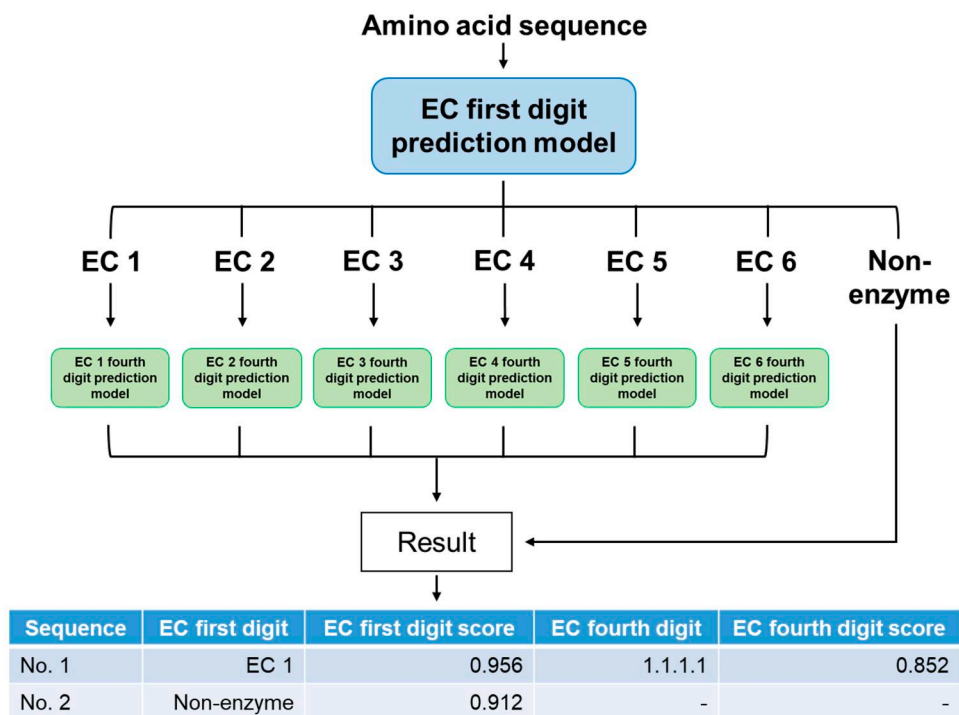 Amino acid sequence
EC first digit
prediction model
EC 1 EC 2 EC 3 EC 4 EC 5 EC 6 Non-
enzyme
EC 1 fourth EC 2 fourth EC 3 fourth EC 4 fourth EC 5 fourth EC 6 fourth
digit prediction digit prediction digit prediction digit prediction digit prediction digit prediction
model model model model model model
Result
Sequence EC first digit EC first digit score EC fourth digit EC fourth digit score
No. 1 EC 1 0.956 1.1.1.1 0.852
No. 2 Non-enzyme 0.912 - -